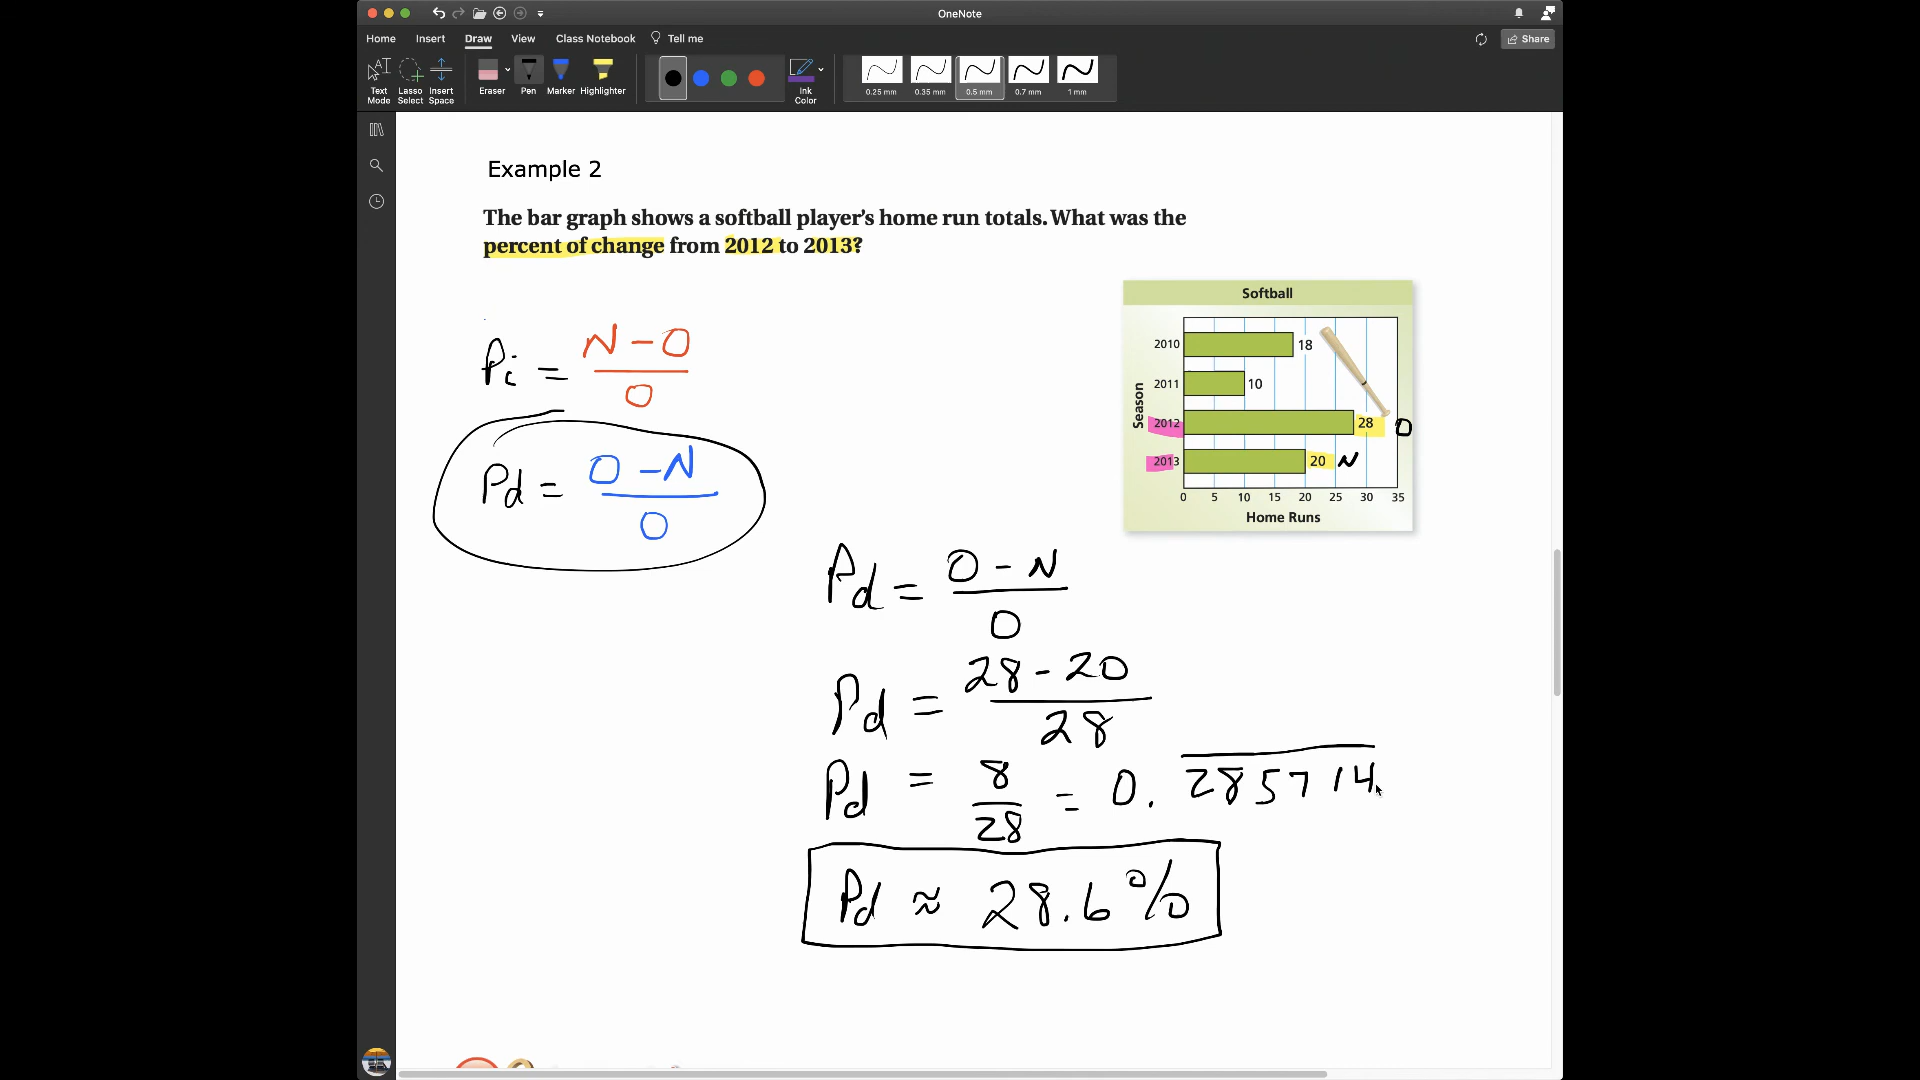 OneNote
Home Insert Draw View Class Notebook Tell me Share
Text Mode Lasso Select Insert Space Eraser Pen Marker Highlighter Ink Color 0.25 mm 0.35 mm 0.5 mm 0.7 mm 1 mm
Example 2
The bar graph shows a softball player's home run totals. What was the
percent of change from 2012 to 2013?
Pi = N - O / O
Pd = O - N / O
Softball
Season
2010 18
2011 10
2012 28 O
2013 20 N
0 5 10 15 20 25 30 35
Home Runs
Pd = O - N / O
Pd = 28 - 20 / 28
Pd = 8 / 28 = 0.285714
Pd ≈ 28.6%